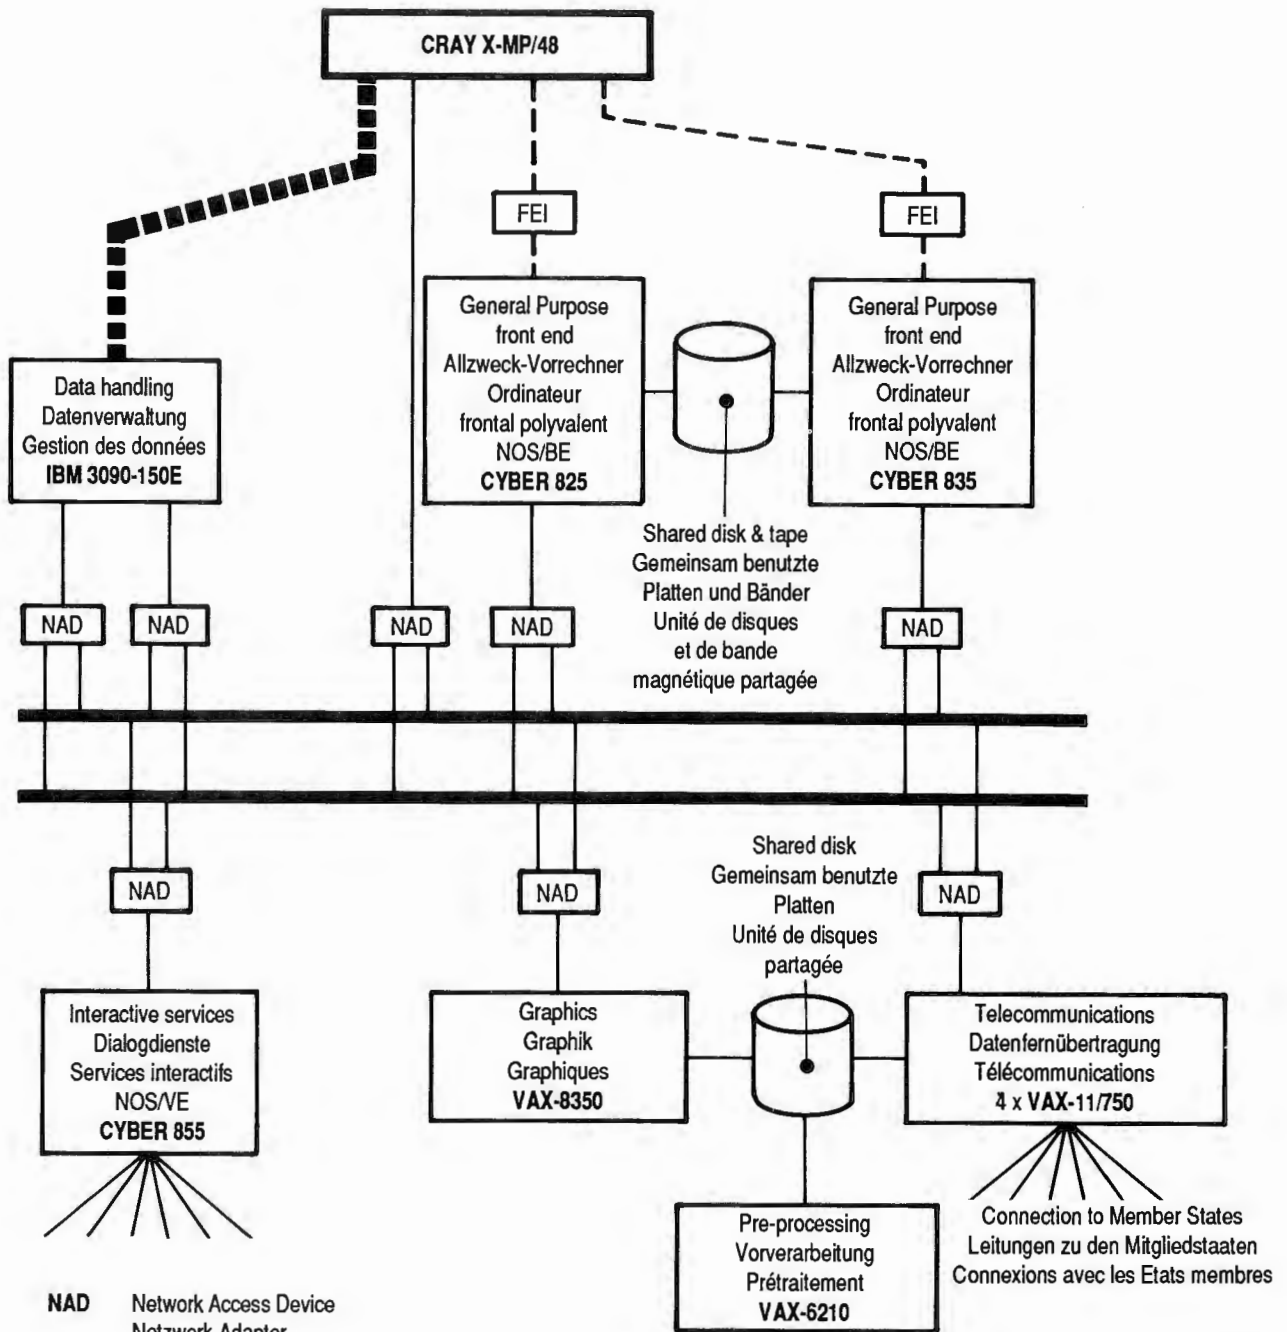 CRAY X-MP/48
FEI
FEI
General Purpose
front end
Allzweck-Vorrechner
Ordinateur
frontal polyvalent
NOS/BE
CYBER 825
General Purpose
front end
Allzweck-Vorrechner
Ordinateur
frontal polyvalent
NOS/BE
CYBER 835
Data handling
Datenverwaltung
Gestion des données
IBM 3090-150E
Shared disk & tape
Gemeinsam benutzte
Platten und Bänder
Unité de disques
et de bande
magnétique partagée
NAD
NAD
NAD
NAD
NAD
Shared disk
Gemeinsam benutzte
Platten
Unité de disques
partagée
NAD
NAD
NAD
Interactive services
Dialogdienste
Services interactifs
NOS/VE
CYBER 855
Graphics
Graphik
Graphiques
VAX-8350
Telecommunications
Datenfernübertragung
Télécommunications
4 x VAX-11/750
Pre-processing
Vorverarbeitung
Prétraitement
VAX-6210
Connection to Member States
Leitungen zu den Mitgliedstaaten
Connexions avec les Etats membres
NAD Network Access Device
Netzwerk-Adapter